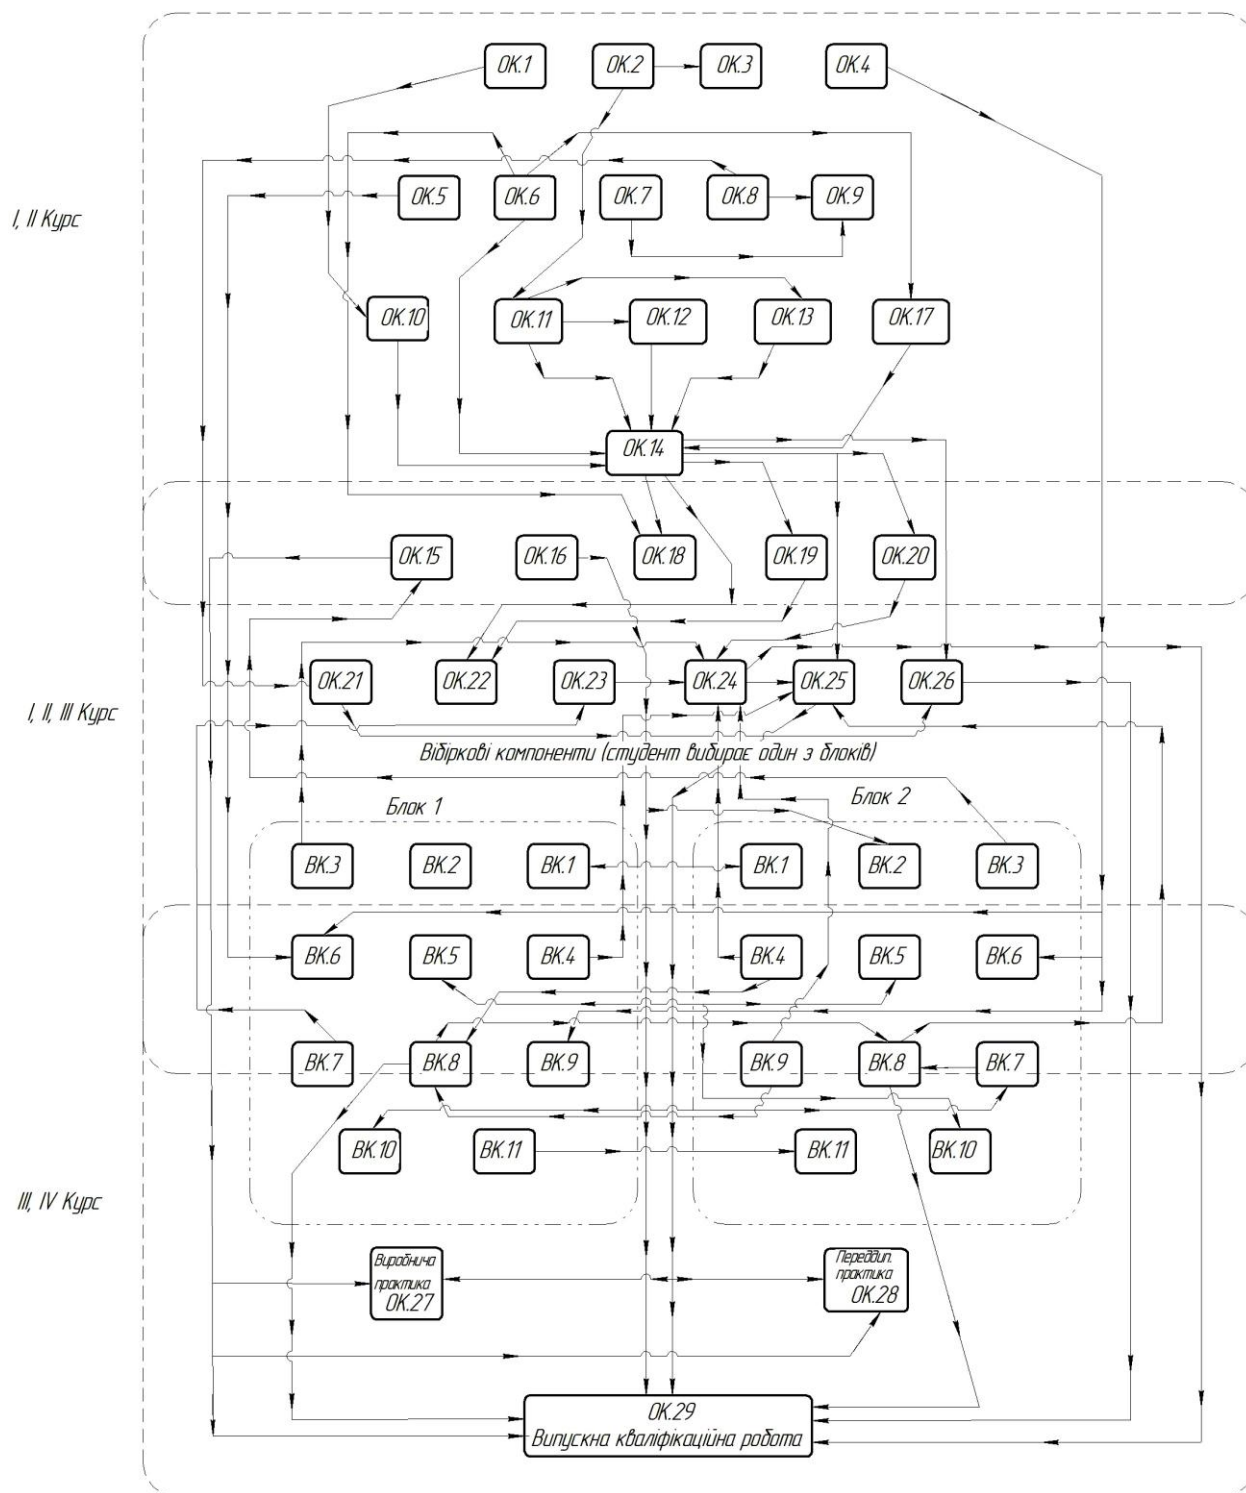 ОК.1
ОК.2
ОК.3
ОК.4
І, ІІ Курс
ОК.5
ОК.6
ОК.7
ОК.8
ОК.9
ОК.10
ОК.11
ОК.12
ОК.13
ОК.17
ОК.14
ОК.15
ОК.16
ОК.18
ОК.19
ОК.20
І, ІІ, ІІІ Курс
ОК.21
ОК.22
ОК.23
ОК.24
ОК.25
ОК.26
Вібіркові компоненти (студент вибирає один з блоків)
Блок 1
Блок 2
ВК.3
ВК.2
ВК.1
ВК.1
ВК.2
ВК.3
ВК.6
ВК.5
ВК.4
ВК.4
ВК.5
ВК.6
ВК.7
ВК.8
ВК.9
ВК.9
ВК.8
ВК.7
ВК.10
ВК.11
ВК.11
ВК.10
ІІІ, IV Курс
Виробнича
практика
ОК.27
Переддип.
практика
ОК.28
ОК.29
Випускна кваліфікаційна робота